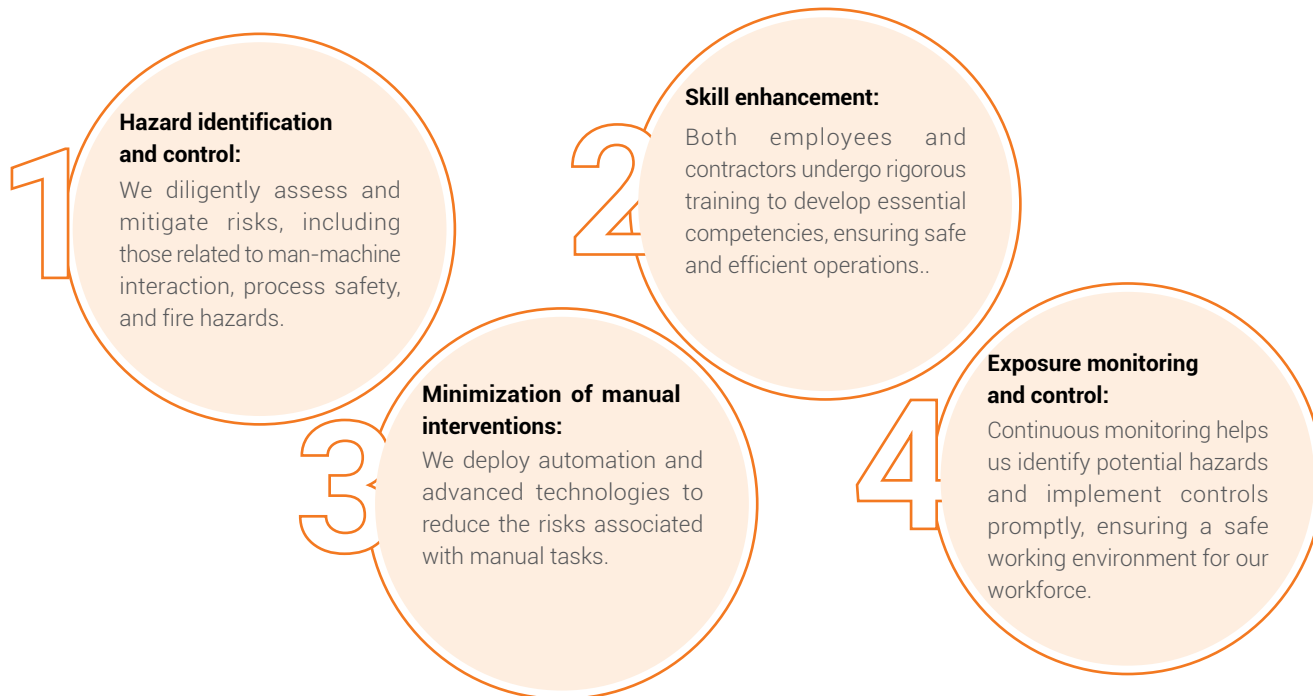 1
Hazard identification
and control:
We diligently assess and
mitigate risks, including
those related to man-machine
interaction, process safety,
and fire hazards.
2
Skill enhancement:
Both employees and
contractors undergo rigorous
training to develop essential
competencies, ensuring safe
and efficient operations..
3
Minimization of manual
interventions:
We deploy automation and
advanced technologies to
reduce the risks associated
with manual tasks.
4
Exposure monitoring
and control:
Continuous monitoring helps
us identify potential hazards
and implement controls
promptly, ensuring a safe
working environment for our
workforce.